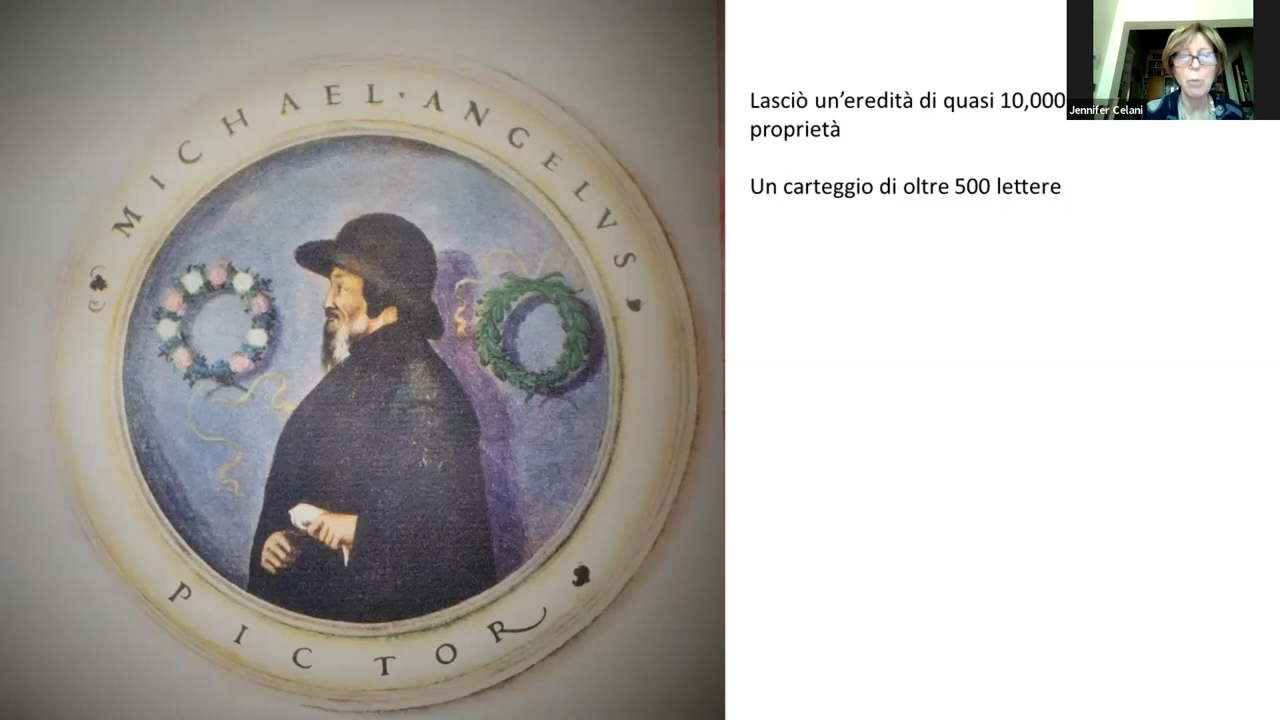 MICHAEL · ANGELVS
PICTOR
Lasciò un’eredità di quasi 10,000
proprietà
Un carteggio di oltre 500 lettere
Jennifer Celani